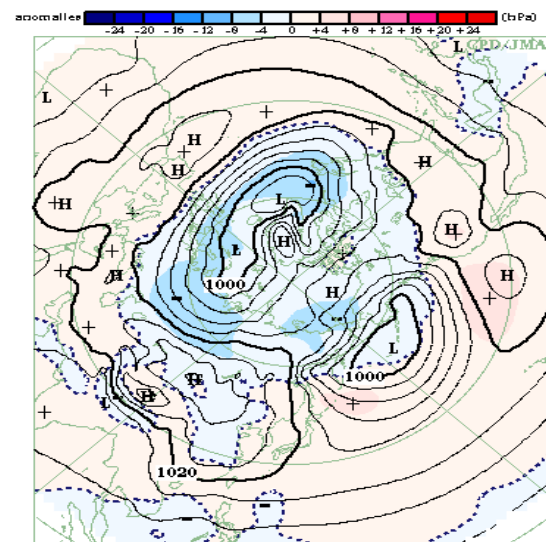 anomalies -24 -20 -16 -12 -8 -4 0 +4 +8 +12 +16 +20 +24 (hPa)
L CPD/JMA
L
H
H H
H
L
H
L H
H
1000
H
H
L
1000
H
L H
1020